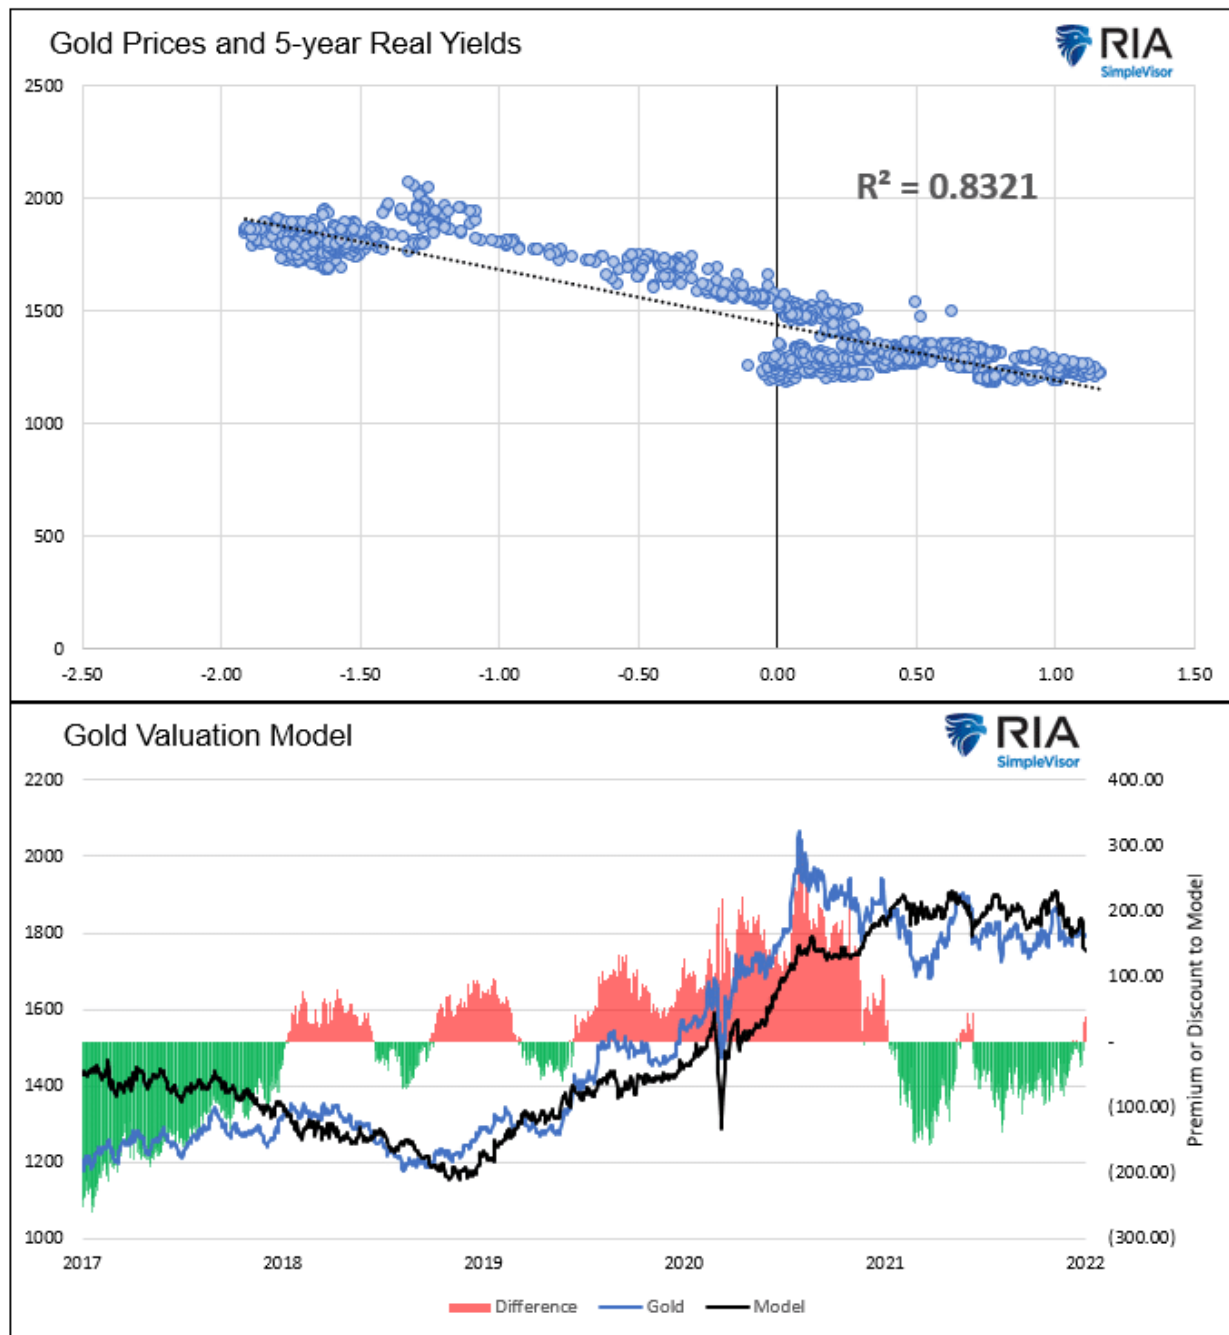 Gold Prices and 5-year Real Yields
RIA
SimpleVisor
2500
2000
1500
1000
500
0
R² = 0.8321
-2.50 -2.00 -1.50 -1.00 -0.50 0.00 0.50 1.00 1.50
Gold Valuation Model
RIA
SimpleVisor
2200
2000
1800
1600
1400
1200
1000
400.00
300.00
200.00
100.00
-
(100.00)
(200.00)
(300.00)
Premium or Discount to Model
2017 2018 2019 2020 2021 2022
Difference Gold Model